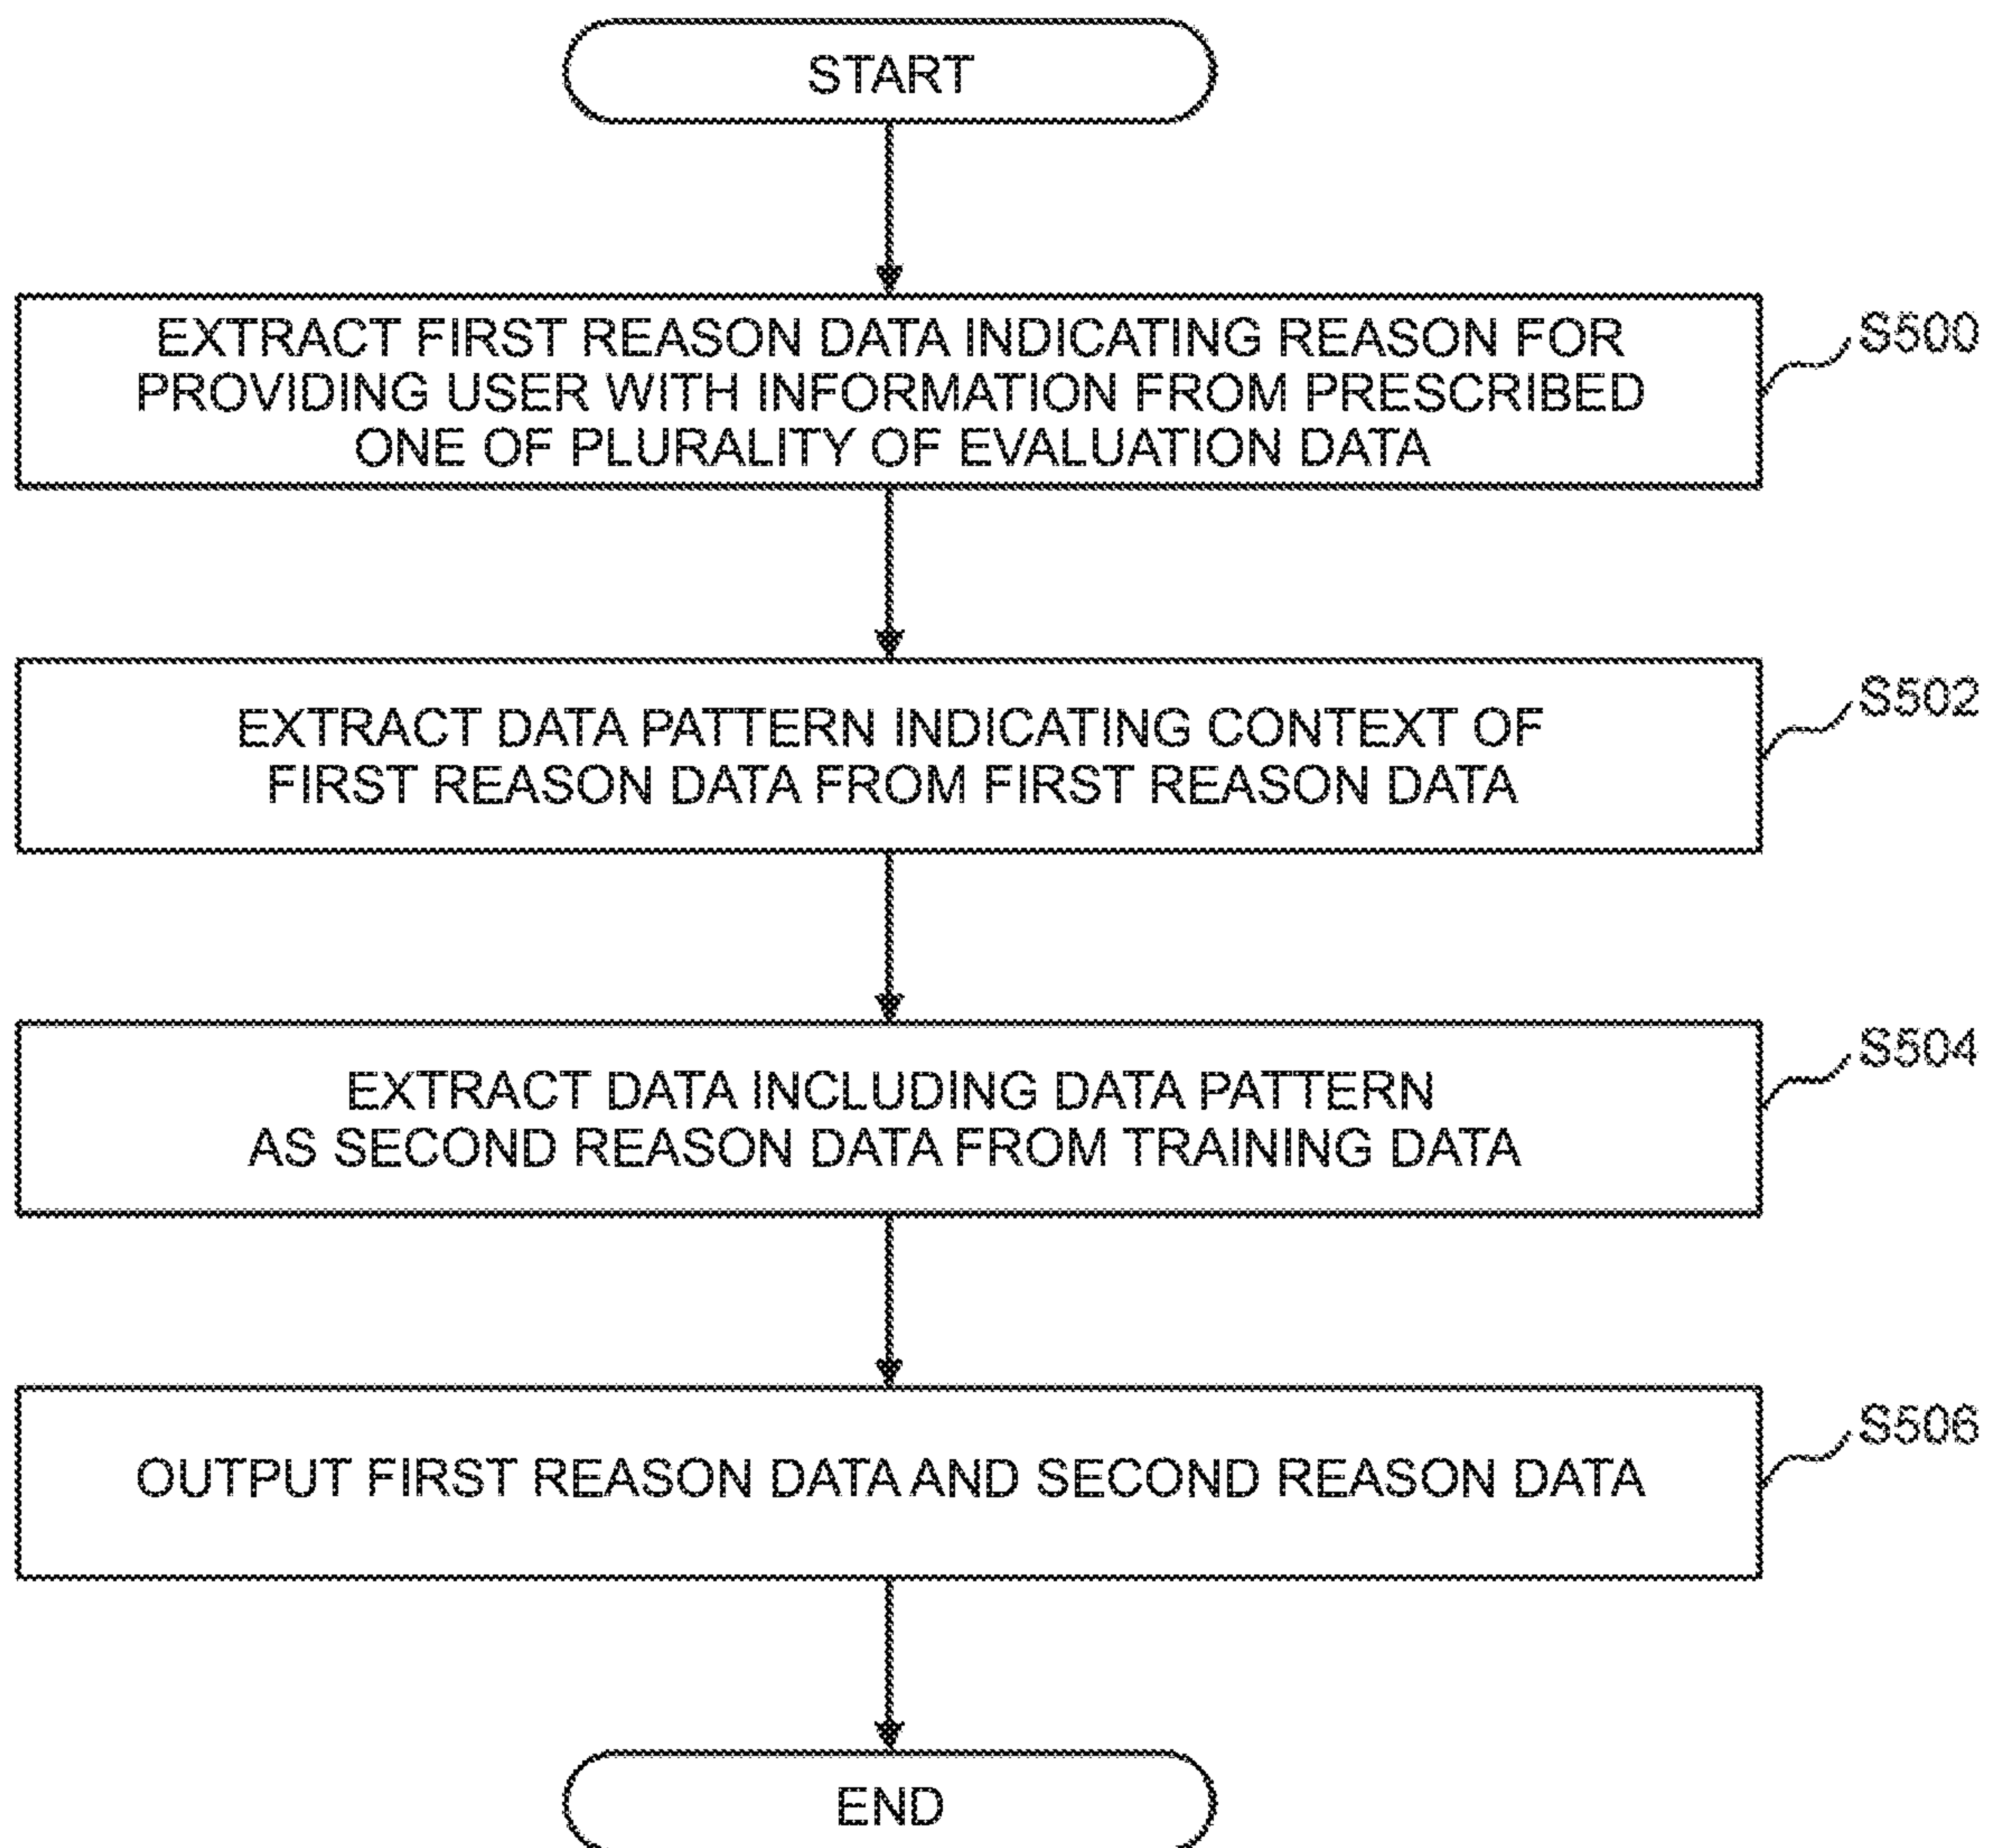 START
EXTRACT FIRST REASON DATA INDICATING REASON FOR
PROVIDING USER WITH INFORMATION FROM PRESCRIBED
ONE OF PLURALITY OF EVALUATION DATA
S500
EXTRACT DATA PATTERN INDICATING CONTEXT OF
FIRST REASON DATA FROM FIRST REASON DATA
S502
EXTRACT DATA INCLUDING DATA PATTERN
AS SECOND REASON DATA FROM TRAINING DATA
S504
OUTPUT FIRST REASON DATA AND SECOND REASON DATA
S506
END